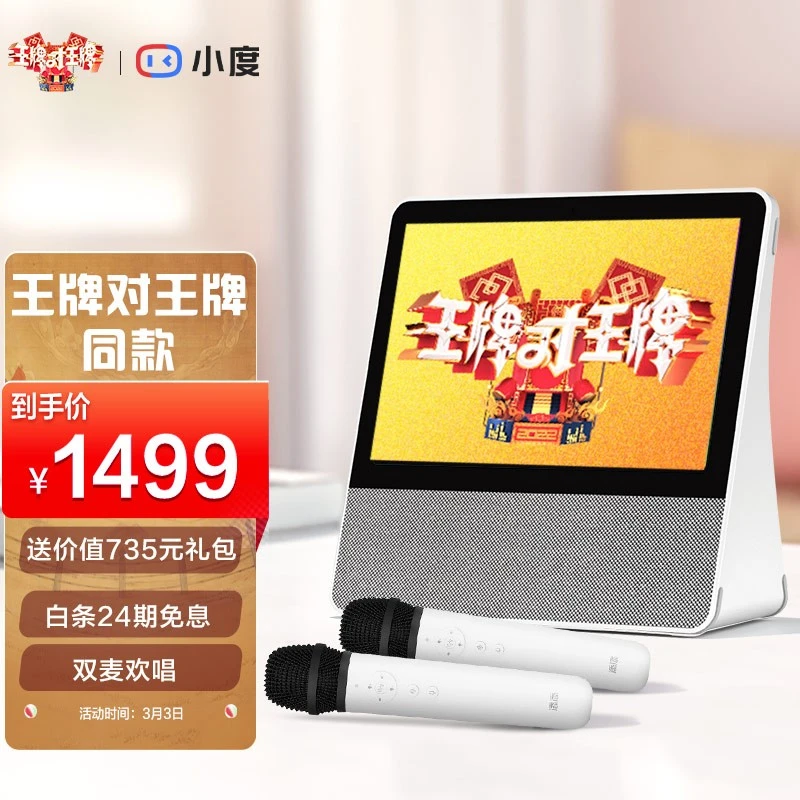 王牌对王牌
小度
王牌对王牌
同款
到手价
¥1499
送价值735元礼包
白条24期免息
双麦欢唱
活动时间：3月3日
王牌对王牌